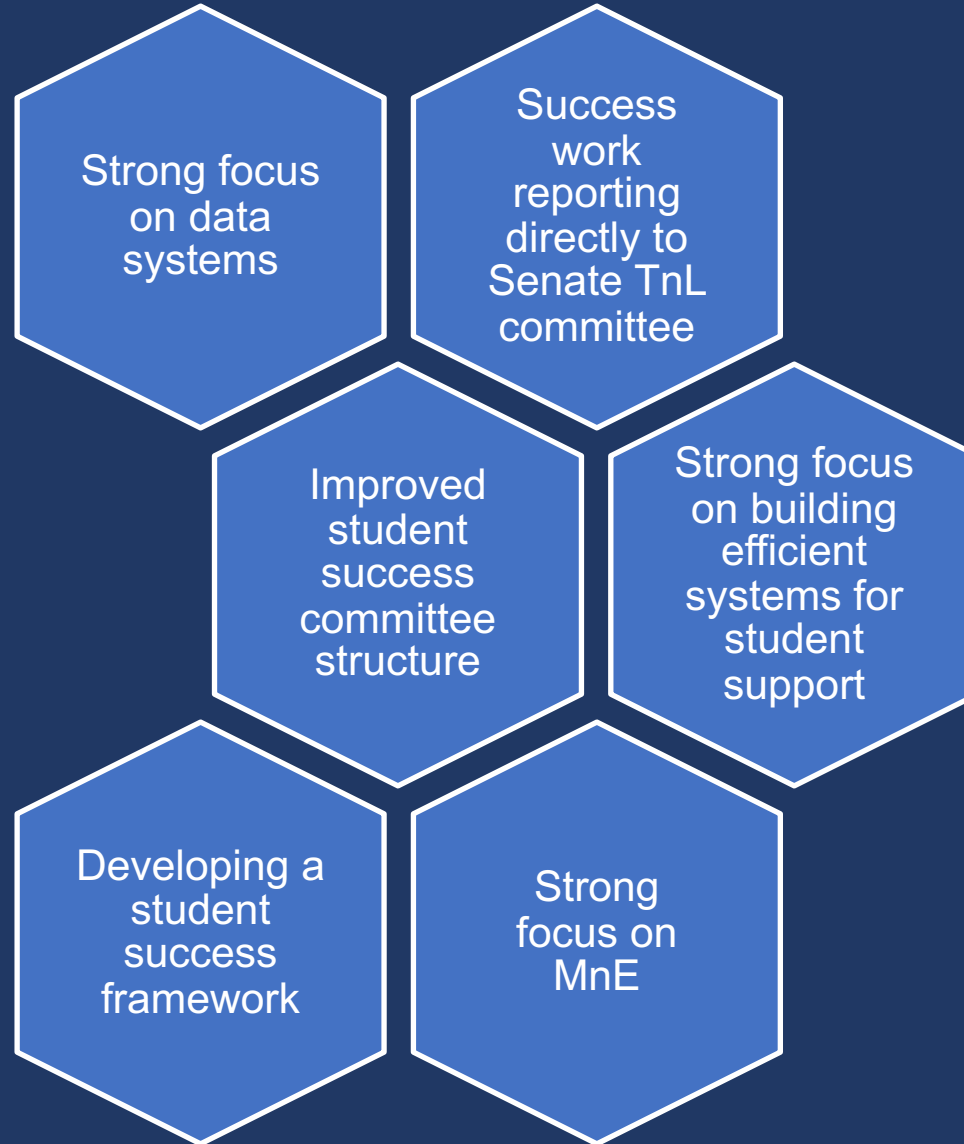 Strong focus
on data
systems
Success
work
reporting
directly to
Senate TnL
committee
Improved
student
success
committee
structure
Strong focus
on building
efficient
systems for
student
support
Developing a
student
success
framework
Strong
focus on
MnE